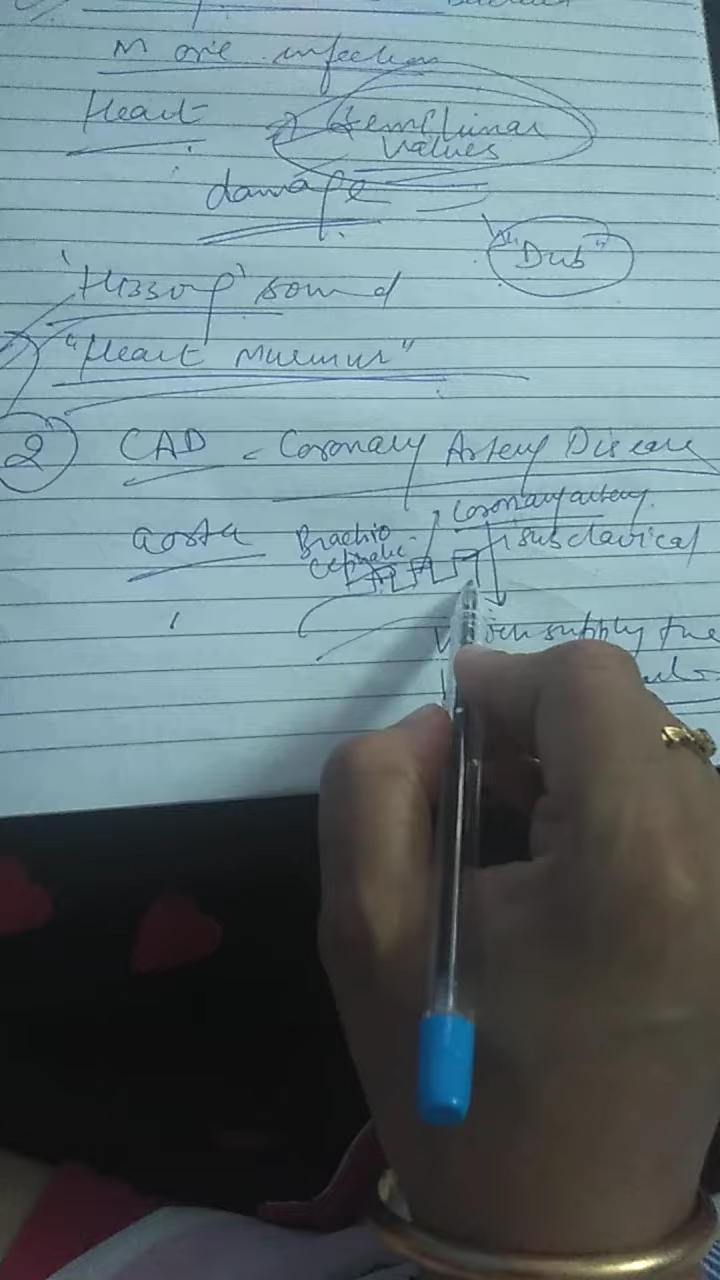 More infection
Heart → Semilunar
valves
damage
"Dub"
'Hissing' sound
"Heart Murmur"
2 CAD = Coronary Artery Disease
aorta Brachio
cephalic
Coronary artery
subclavical
supply the